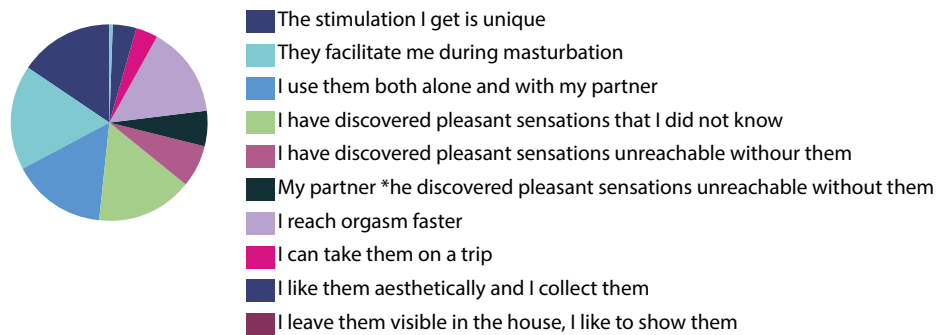 The stimulation I get is unique
They facilitate me during masturbation
I use them both alone and with my partner
I have discovered pleasant sensations that I did not know
I have discovered pleasant sensations unreachable withour them
My partner *he discovered pleasant sensations unreachable without them
I reach orgasm faster
I can take them on a trip
I like them aesthetically and I collect them
I leave them visible in the house, I like to show them